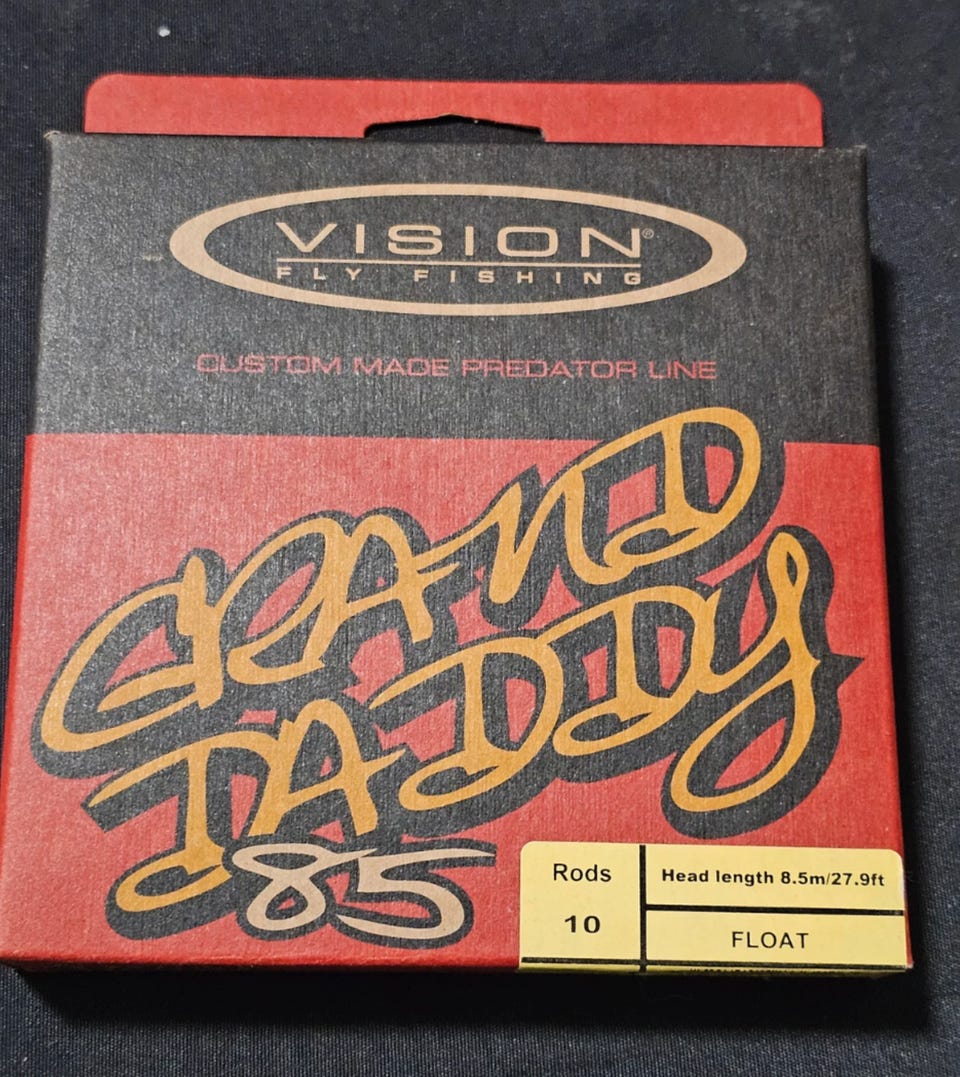 VISION®
FLY FISHING
CUSTOM MADE PREDATOR LINE
GRAND
DADDY
85
Rods
10
Head length 8.5m/27.9ft
FLOAT